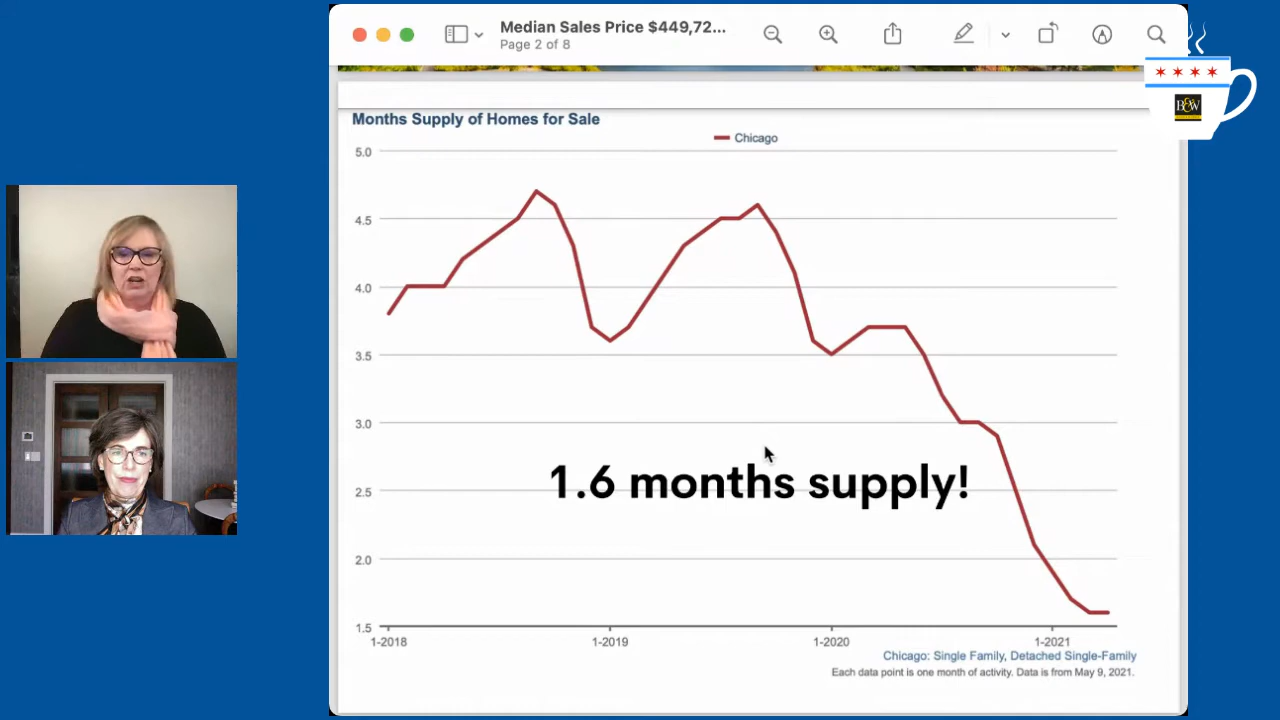 Median Sales Price $449,72...
Page 2 of 8
B&W
Months Supply of Homes for Sale
Chicago
5.0
4.5
4.0
3.5
3.0
1.6 months supply!
2.5
2.0
1.5
1-2018
1-2019
1-2020
1-2021
Chicago: Single Family, Detached Single-Family
Each data point is one month of activity. Data is from May 9, 2021.